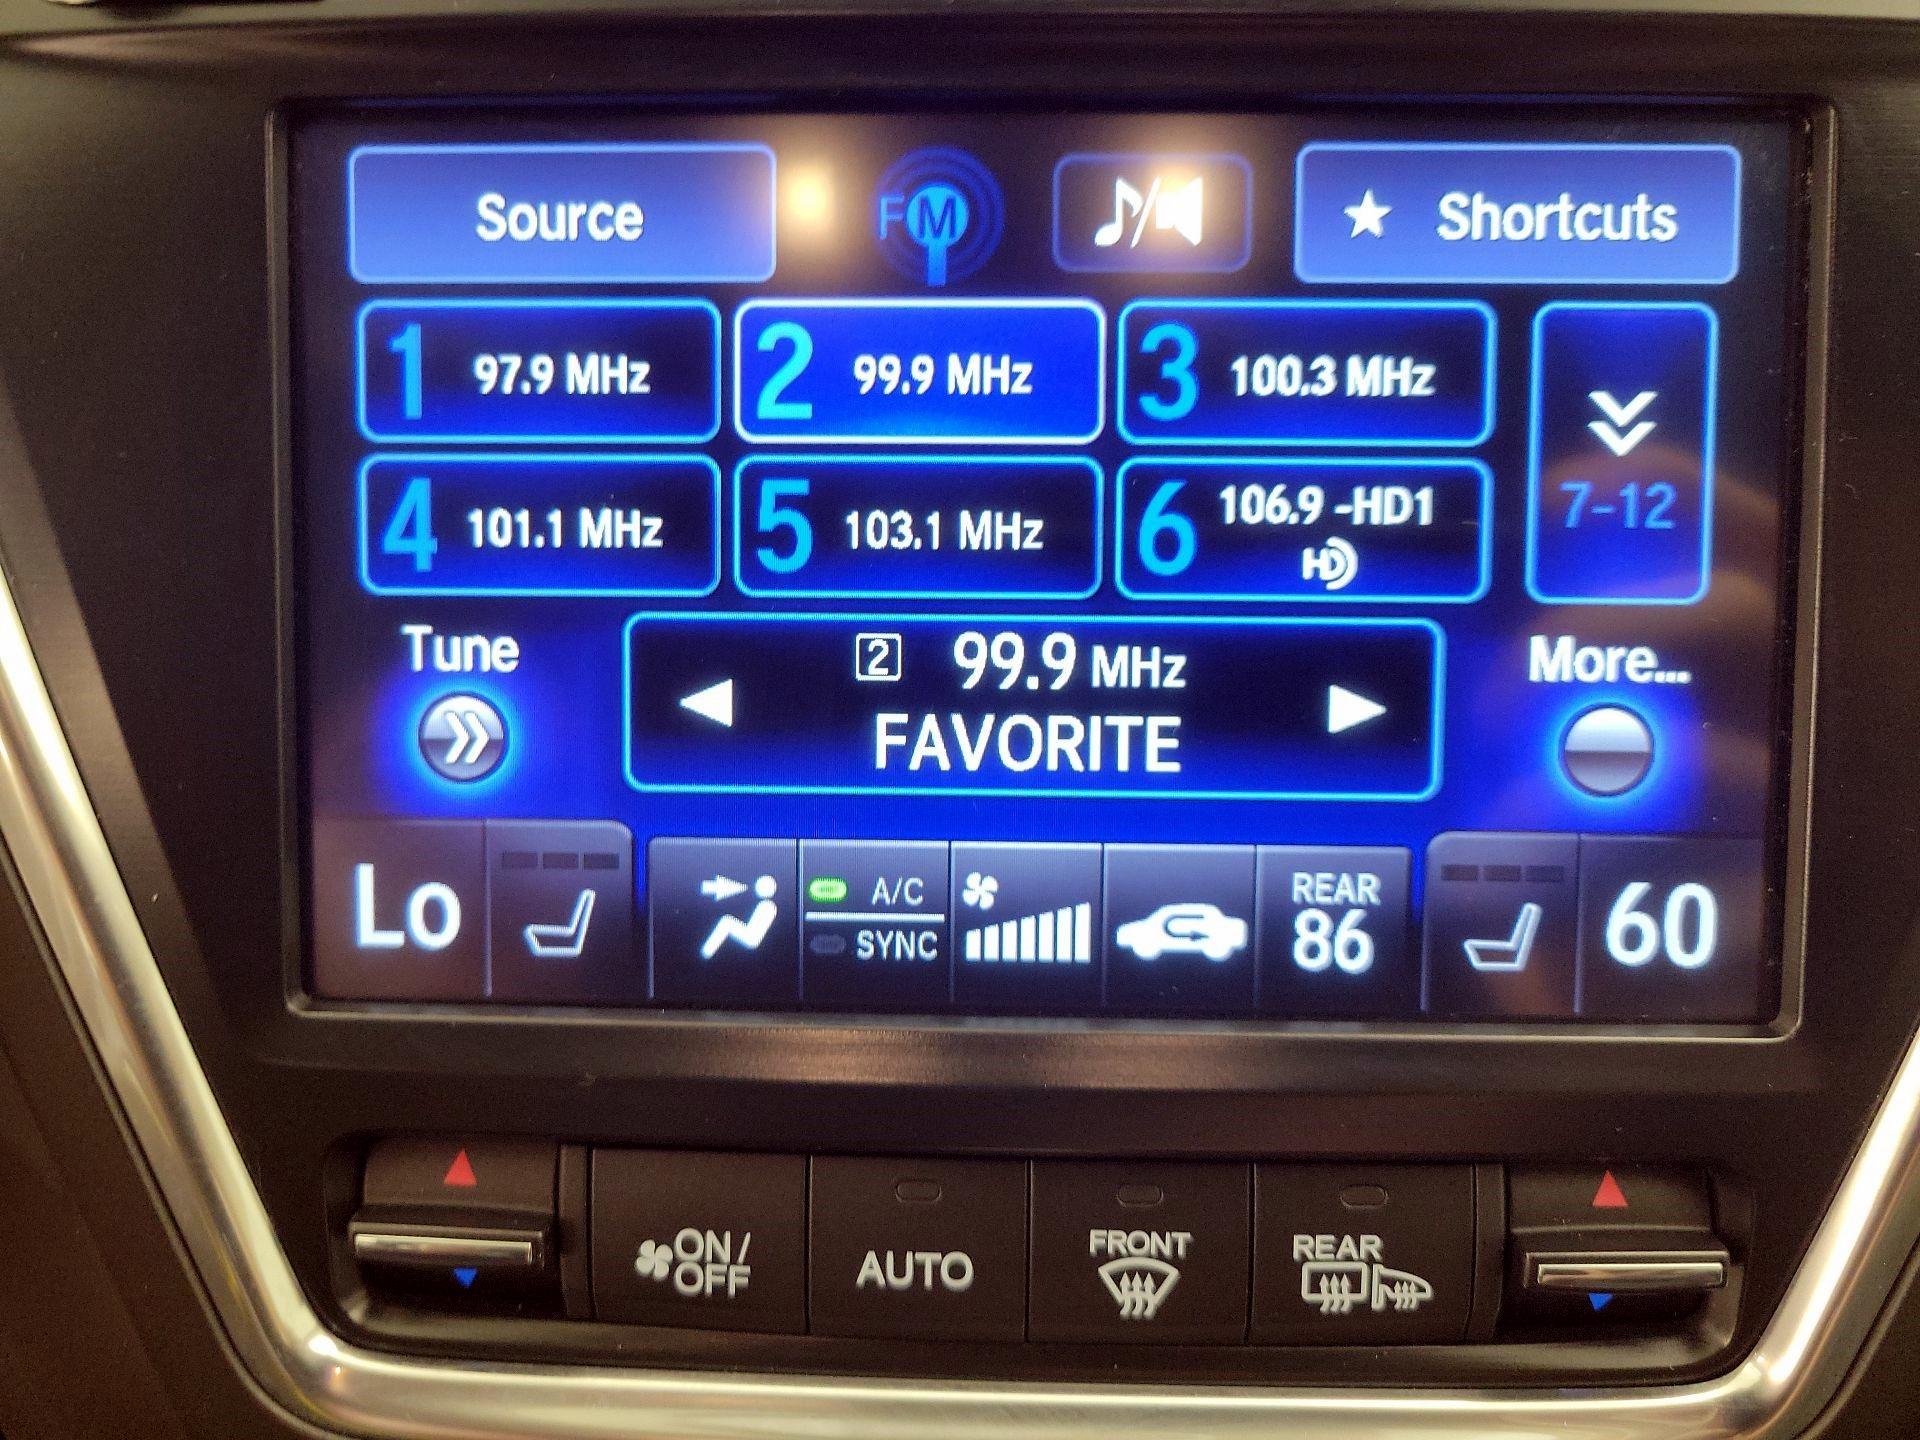 Source
FM
★ Shortcuts
1 97.9 MHz
2 99.9 MHz
3 100.3 MHz
4 101.1 MHz
5 103.1 MHz
6 106.9 -HD1
HD
7-12
Tune
2 99.9 MHz
FAVORITE
More...
Lo
A/C
SYNC
REAR
86
60
ON/
OFF
AUTO
FRONT
REAR